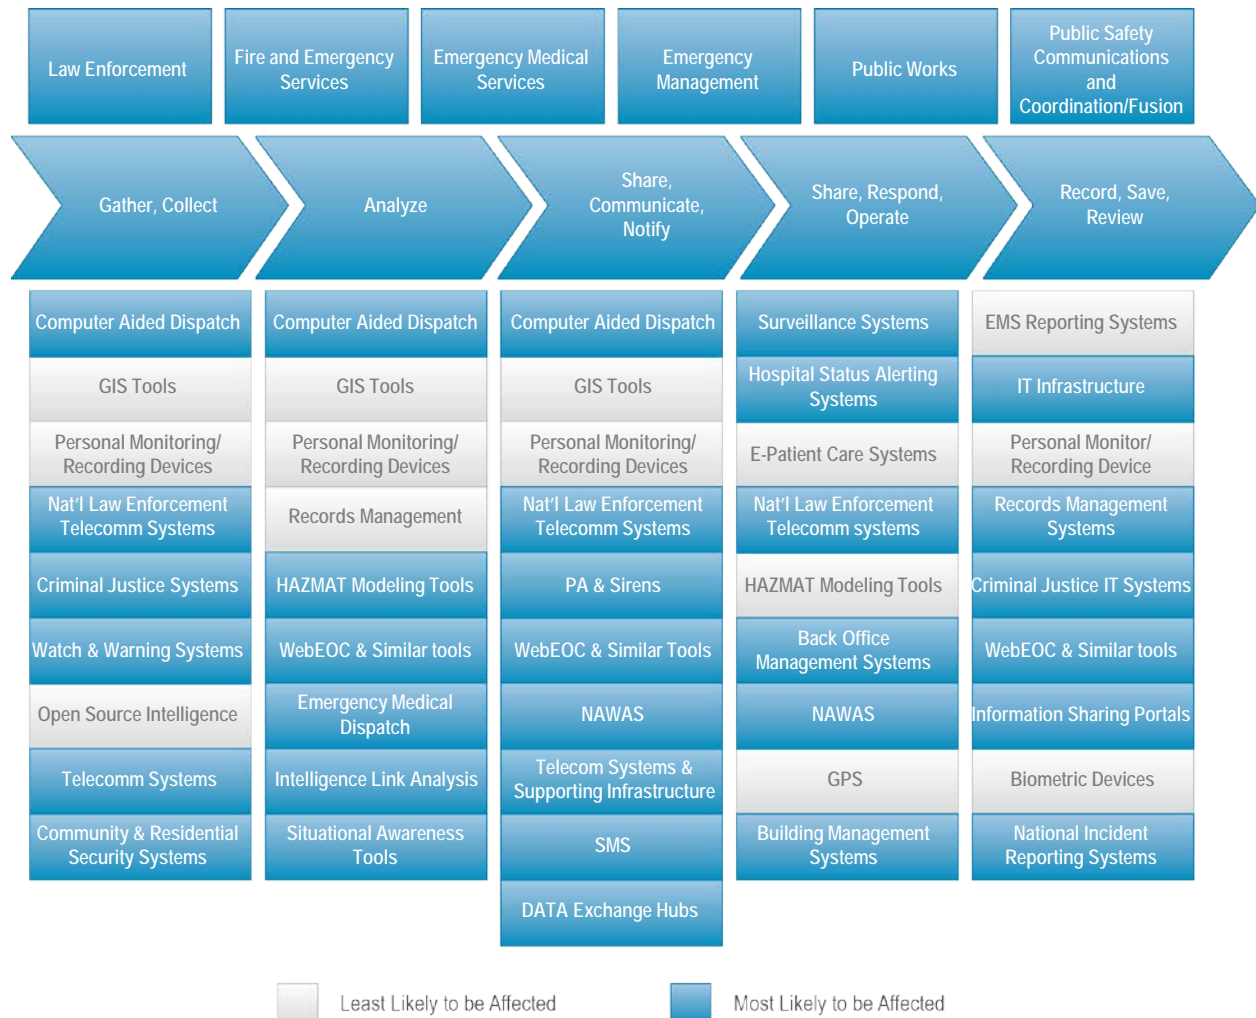 Law Enforcement
Fire and Emergency
Services
Emergency Medical
Services
Emergency
Management
Public Works
Public Safety
Communications
and
Coordination/Fusion
Gather, Collect
Analyze
Share,
Communicate,
Notify
Share, Respond,
Operate
Record, Save,
Review
Computer Aided Dispatch
GIS Tools
Personal Monitoring/
Recording Devices
Nat'l Law Enforcement
Telecomm Systems
Criminal Justice Systems
Watch & Warning Systems
Open Source Intelligence
Telecomm Systems
Community & Residential
Security Systems
Computer Aided Dispatch
GIS Tools
Personal Monitoring/
Recording Devices
Records Management
HAZMAT Modeling Tools
WebEOC & Similar tools
Emergency Medical
Dispatch
Intelligence Link Analysis
Situational Awareness
Tools
Computer Aided Dispatch
GIS Tools
Personal Monitoring/
Recording Devices
Nat'l Law Enforcement
Telecomm Systems
PA & Sirens
WebEOC & Similar Tools
NAWAS
Telecom Systems &
Supporting Infrastructure
SMS
DATA Exchange Hubs
Surveillance Systems
Hospital Status Alerting
Systems
E-Patient Care Systems
Nat'l Law Enforcement
Telecomm systems
HAZMAT Modeling Tools
Back Office
Management Systems
NAWAS
GPS
Building Management
Systems
EMS Reporting Systems
IT Infrastructure
Personal Monitor/
Recording Device
Records Management
Systems
Criminal Justice IT Systems
WebEOC & Similar tools
Information Sharing Portals
Biometric Devices
National Incident
Reporting Systems
Least Likely to be Affected
Most Likely to be Affected